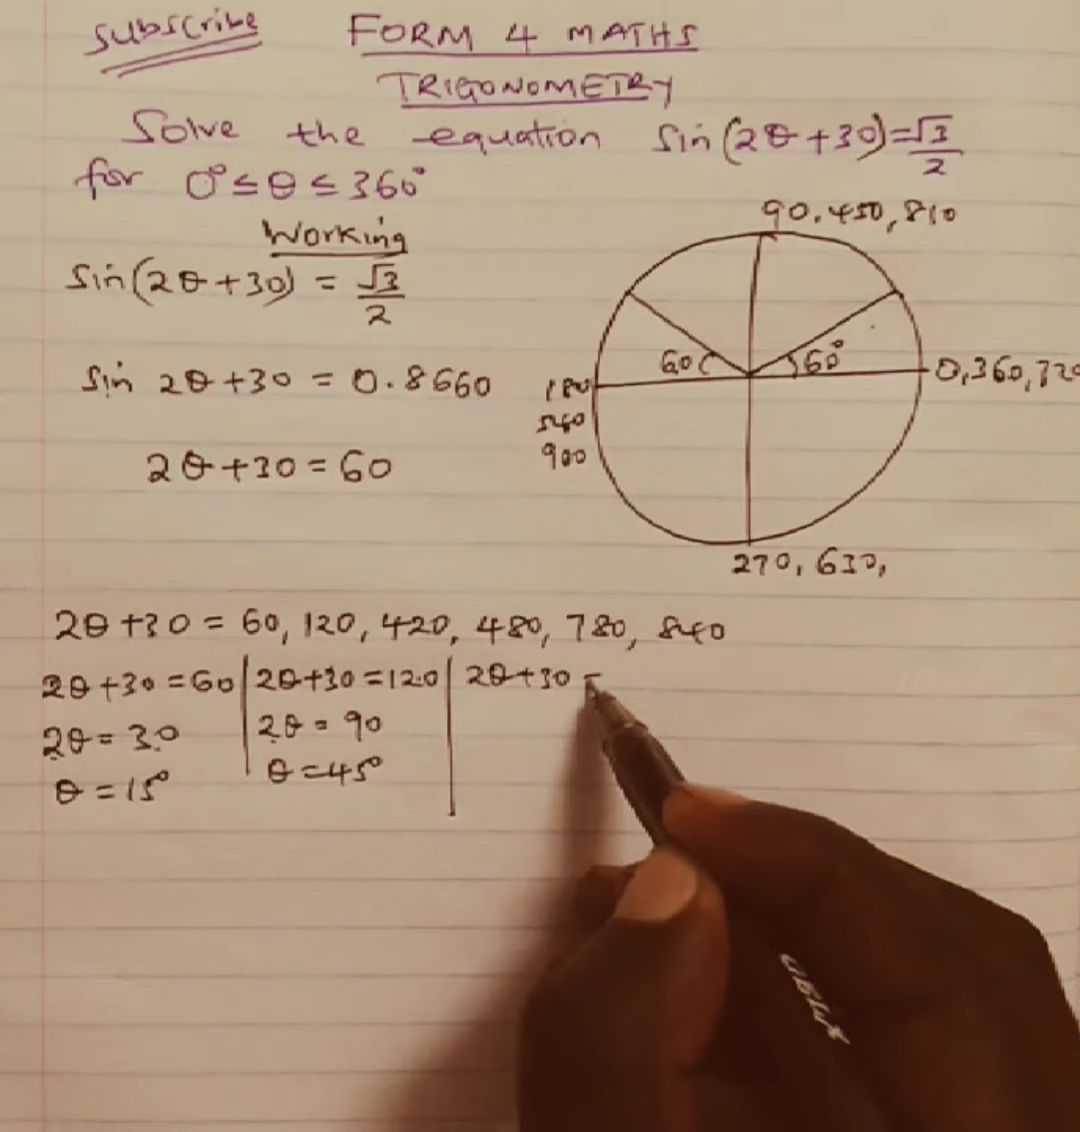 Subscribe FORM 4 MATHS
TRIGONOMETRY
Solve the equation Sin(2θ+30)=√3/2
for 0°≤θ≤360°
Working
Sin(2θ+30) = √3/2
Sin 2θ+30 = 0.8660
2θ+30 = 60
90, 450, 810
60 60°
0, 360, 720
180
540
900
270, 630,
2θ+30 = 60, 120, 420, 480, 780, 840
2θ+30 = 60 2θ+30 = 120 2θ+30 =
2θ = 30 2θ = 90
θ = 15° θ = 45°